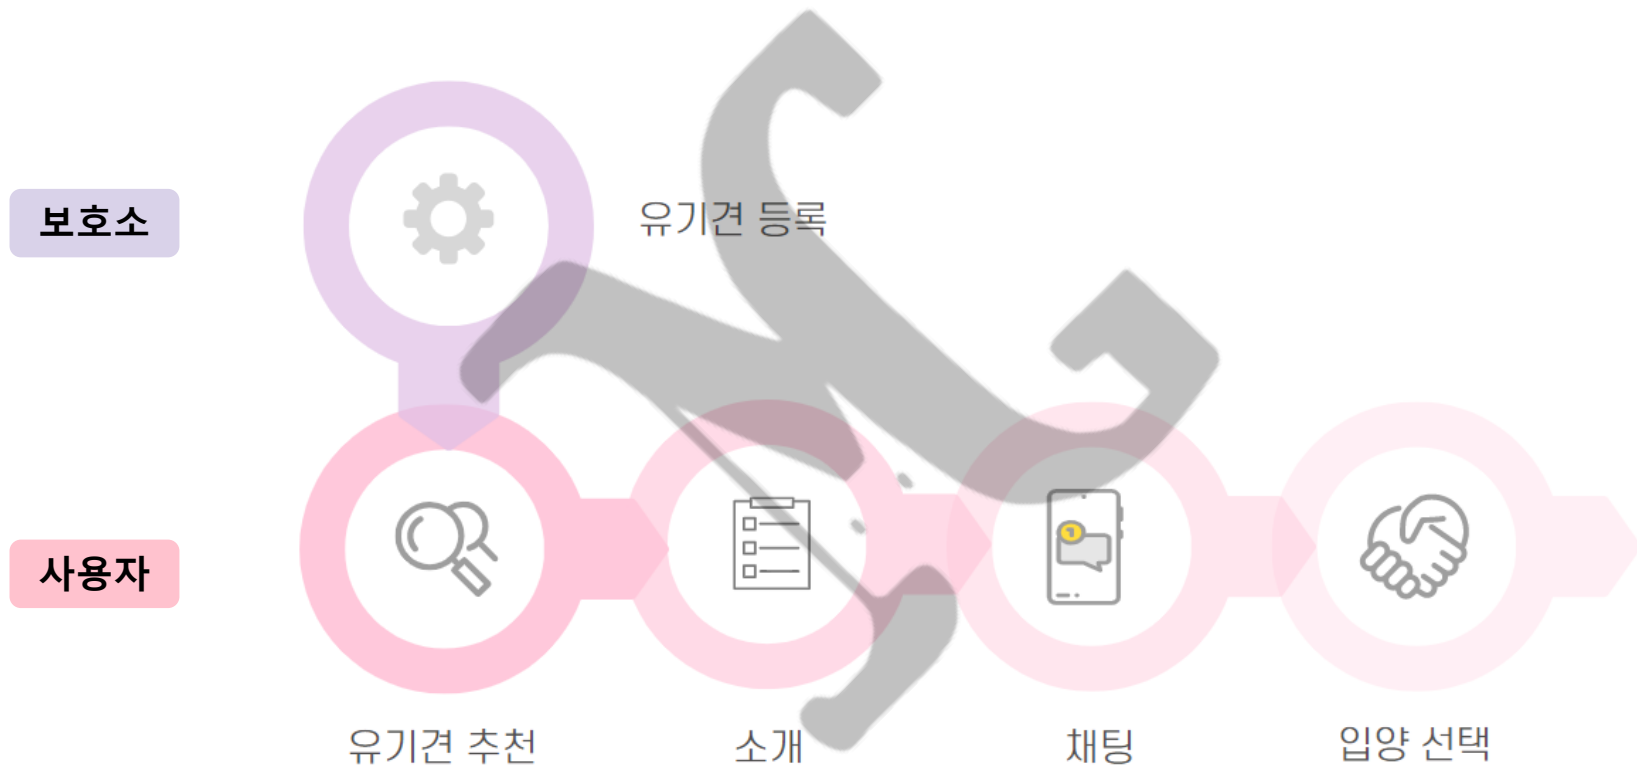 보호소
유기견 등록
사용자
유기견 추천
소개
채팅
입양 선택